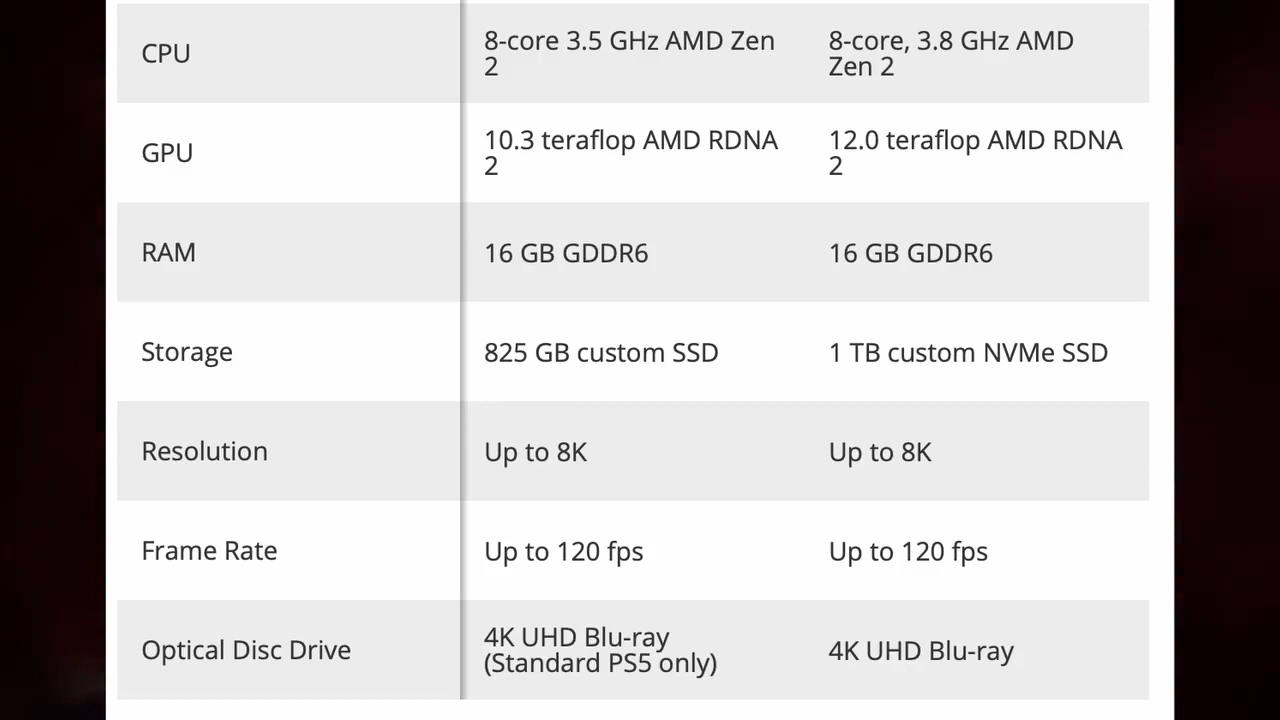 CPU
8-core 3.5 GHz AMD Zen
2
8-core, 3.8 GHz AMD
Zen 2
GPU
10.3 teraflop AMD RDNA
2
12.0 teraflop AMD RDNA
2
RAM
16 GB GDDR6
16 GB GDDR6
Storage
825 GB custom SSD
1 TB custom NVMe SSD
Resolution
Up to 8K
Up to 8K
Frame Rate
Up to 120 fps
Up to 120 fps
Optical Disc Drive
4K UHD Blu-ray
(Standard PS5 only)
4K UHD Blu-ray